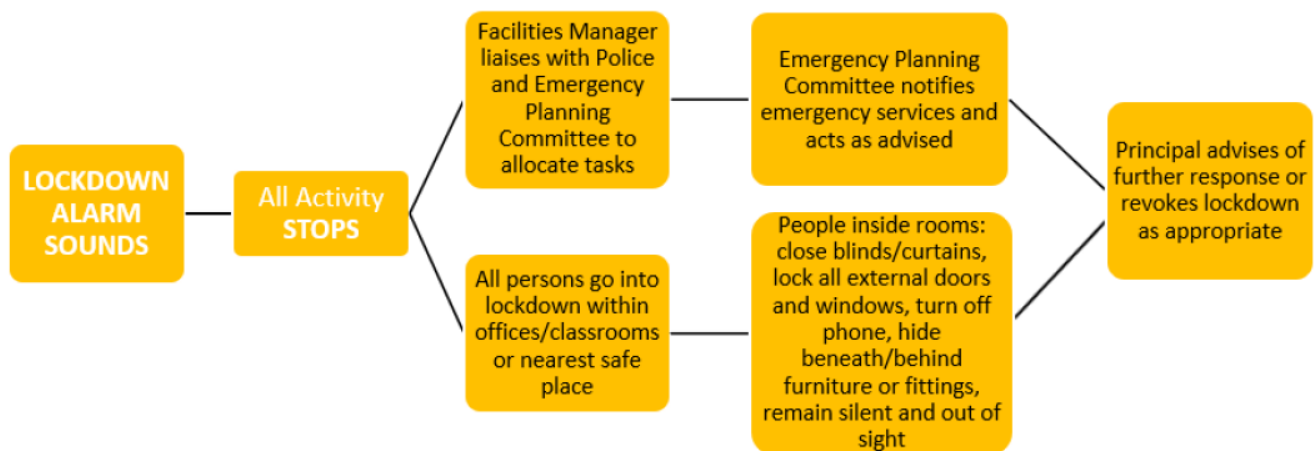 LOCKDOWN
ALARM
SOUNDS
All Activity
STOPS
Facilities Manager
liaises with Police and
Emergency Planning
Committee to
allocate tasks
Emergency Planning
Committee notifies
emergency services and
acts as advised
All persons go into
lockdown within
offices/classrooms
or nearest safe
place
People inside rooms:
close blinds/curtains,
lock all external doors
and windows, turn off
phone, hide
beneath/behind
furniture or fittings,
remain silent and out of
sight
Principal advises of
further response or
revokes lockdown
as appropriate